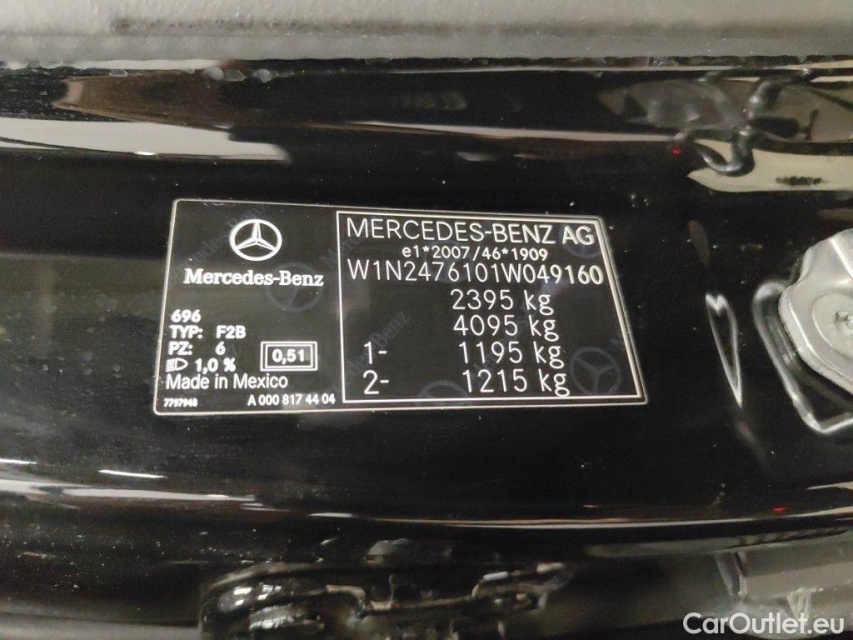 Mercedes-Benz
696
TYP: F2B
PZ: 6
1,0 %
0,51
Made in Mexico
7797948
A 000 817 44 04
MERCEDES-BENZ AG
e1*2007/46*1909
W1N2476101W049160
2395 kg
4095 kg
1- 1195 kg
2- 1215 kg
CarOutlet.eu